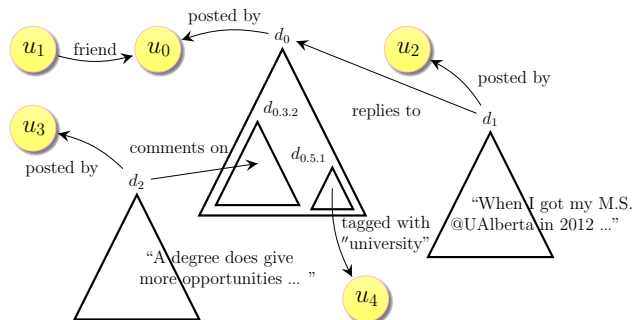 posted by
d₀
u₁
friend
u₀
u₂
posted by
d₀.₃.₂
replies to
d₁
u₃
comments on
d₀.₅.₁
posted by
d₂
“When I got my M.S.
@UAlberta in 2012 ...”
tagged with
"university"
“A degree does give
more opportunities ... ”
u₄